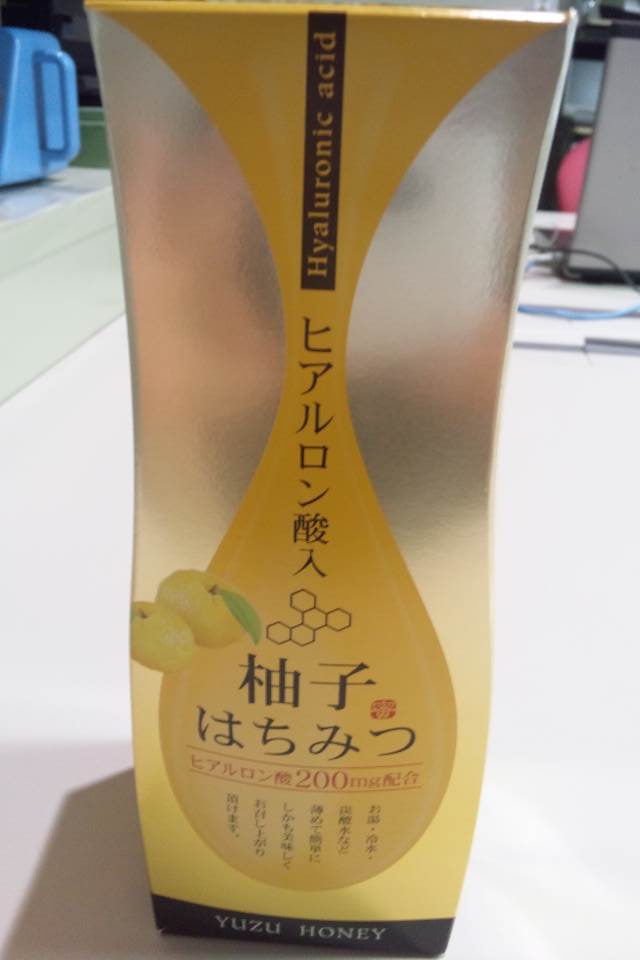 Hyaluronic acid
ヒアルロン酸入
柚子
はちみつ
ヒアルロン酸200mg配合
お湯・冷水・
炭酸水など
薄めて簡単に
しかも美味しく
お召し上がり
頂けます。
YUZU HONEY